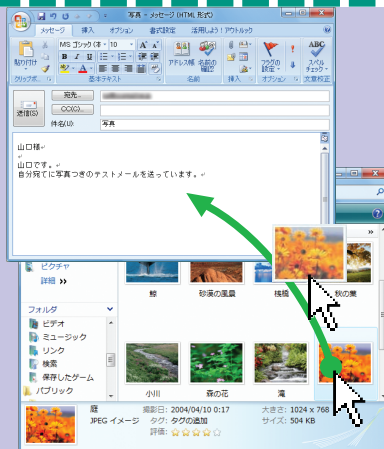 写真 - メッセージ (HTML 形式)
メッセージ 挿入 オプション 書式設定 活用しよう！アウトルック
MS ゴシック (本 10 A A
B I U
貼り付け
アドレス帳 名前の確認
フラグの設定
ABC
スペルチェック
クリップボ... 基本テキスト 名前 挿入 オプション 文章校正
宛先...
CC(C)...
送信(S)
件名(U): 写真
山口様
山口です。
自分宛てに写真つきのテストメールを送っています。
ピクチャ
詳細 >>
鯨 砂漠の風景 桟橋 秋の葉
フォルダ
ビデオ
ミュージック
リンク
検索
保存したゲーム
パブリック
小川 森の花 滝
庭 撮影日: 2004/04/10 0:17 大きさ: 1024 x 768
JPEG イメージ タグ: タグの追加 サイズ: 504 KB
評価: